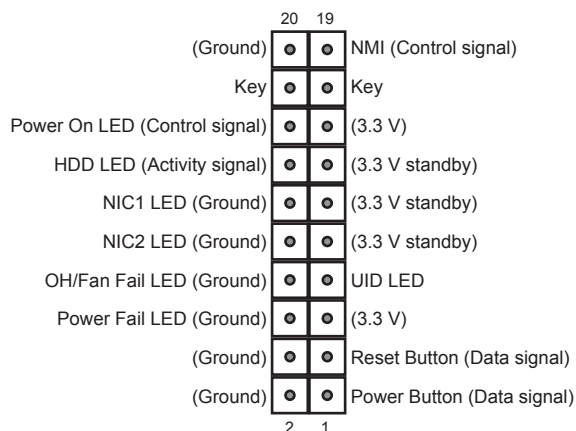 20 19
(Ground) NMI (Control signal)
Key Key
Power On LED (Control signal) (3.3 V)
HDD LED (Activity signal) (3.3 V standby)
NIC1 LED (Ground) (3.3 V standby)
NIC2 LED (Ground) (3.3 V standby)
OH/Fan Fail LED (Ground) UID LED
Power Fail LED (Ground) (3.3 V)
(Ground) Reset Button (Data signal)
(Ground) Power Button (Data signal)
2 1